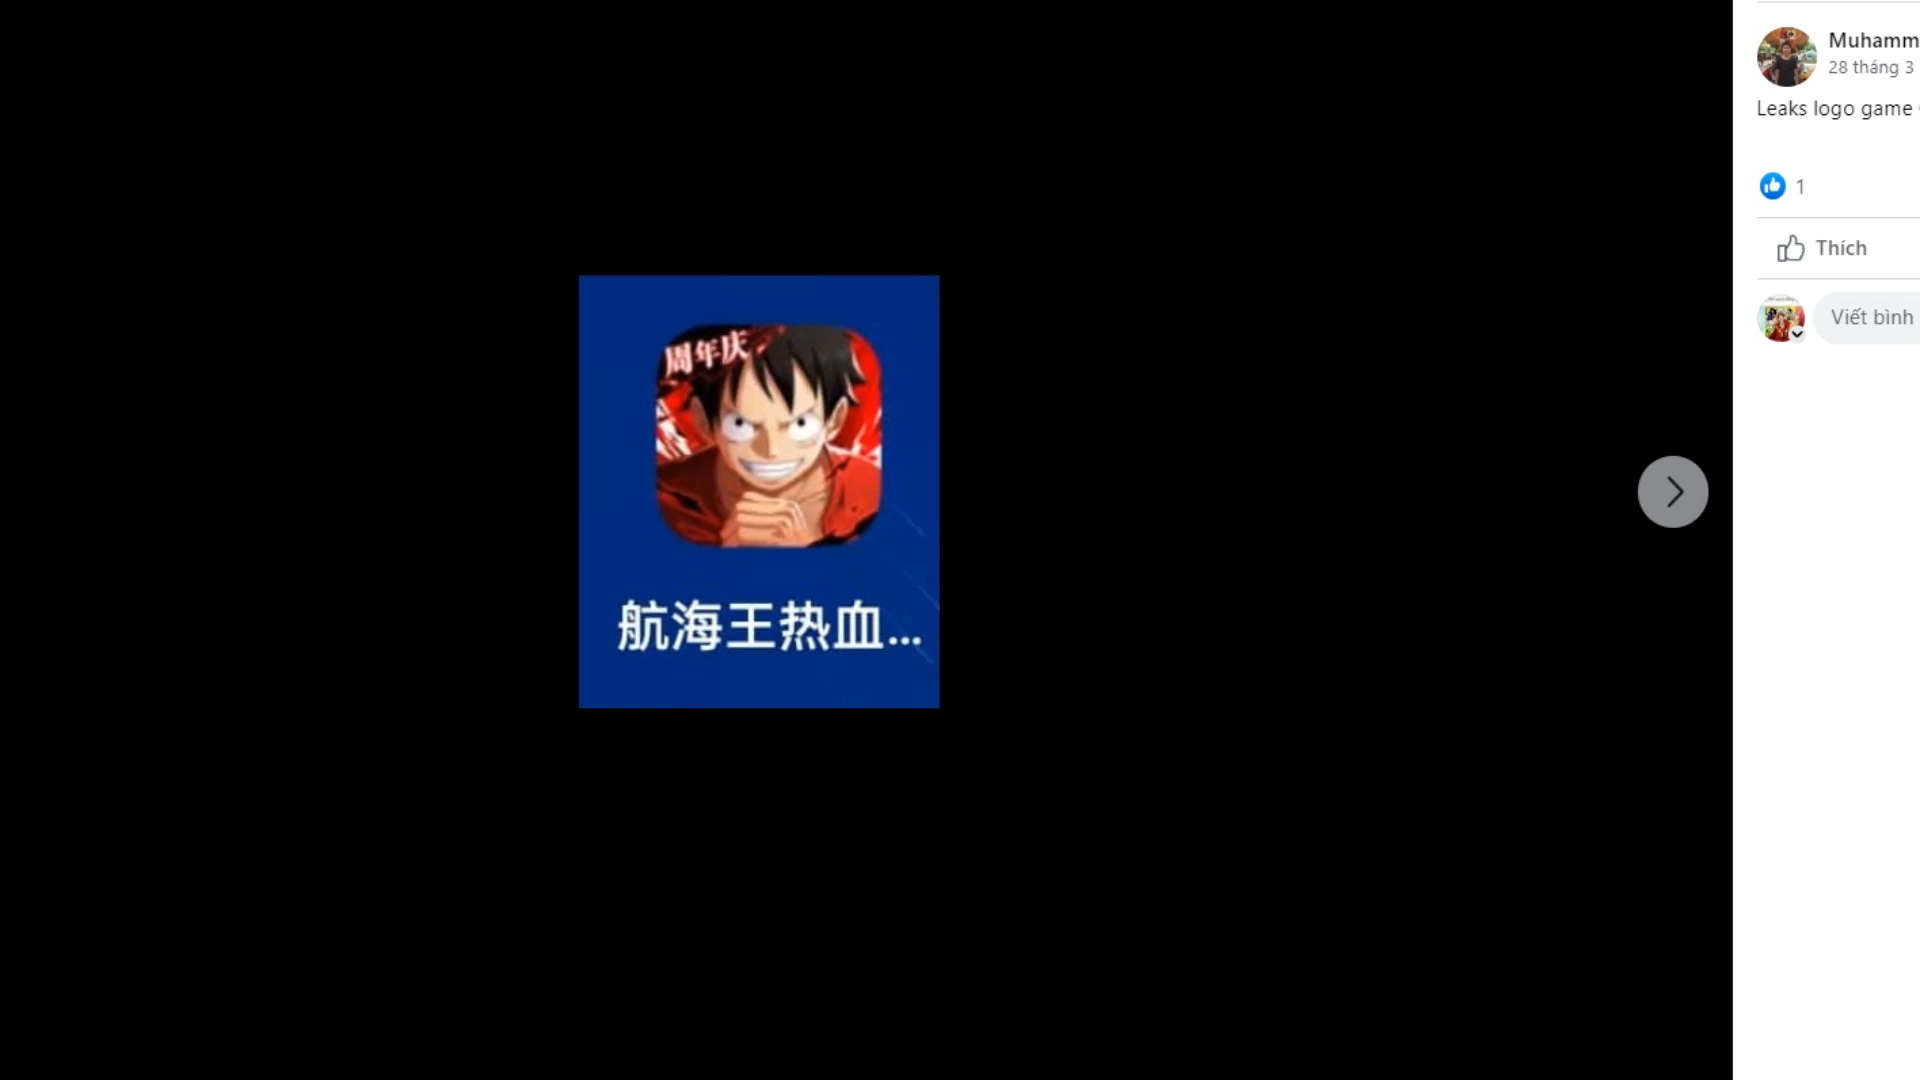 周年庆
航海王热血...
Muhamm
28 tháng 3
Leaks logo game
1
Thích
Viết bình